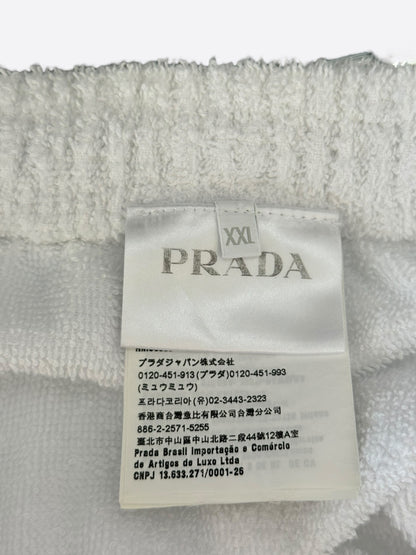 XXL
PRADA
プラダジャパン株式会社
0120-451-913(プラダ)0120-451-993
(ミュウミュウ)
프라다코리아(유)02-3443-2323
香港商台灣魚比有限公司台灣分公司
886-2-2571-5255
臺北市中山區中山北路二段44號12樓A室
Prada Brasil Importação e Comércio
de Artigos de Luxo Ltda
CNPJ 13.633.271/0001-26